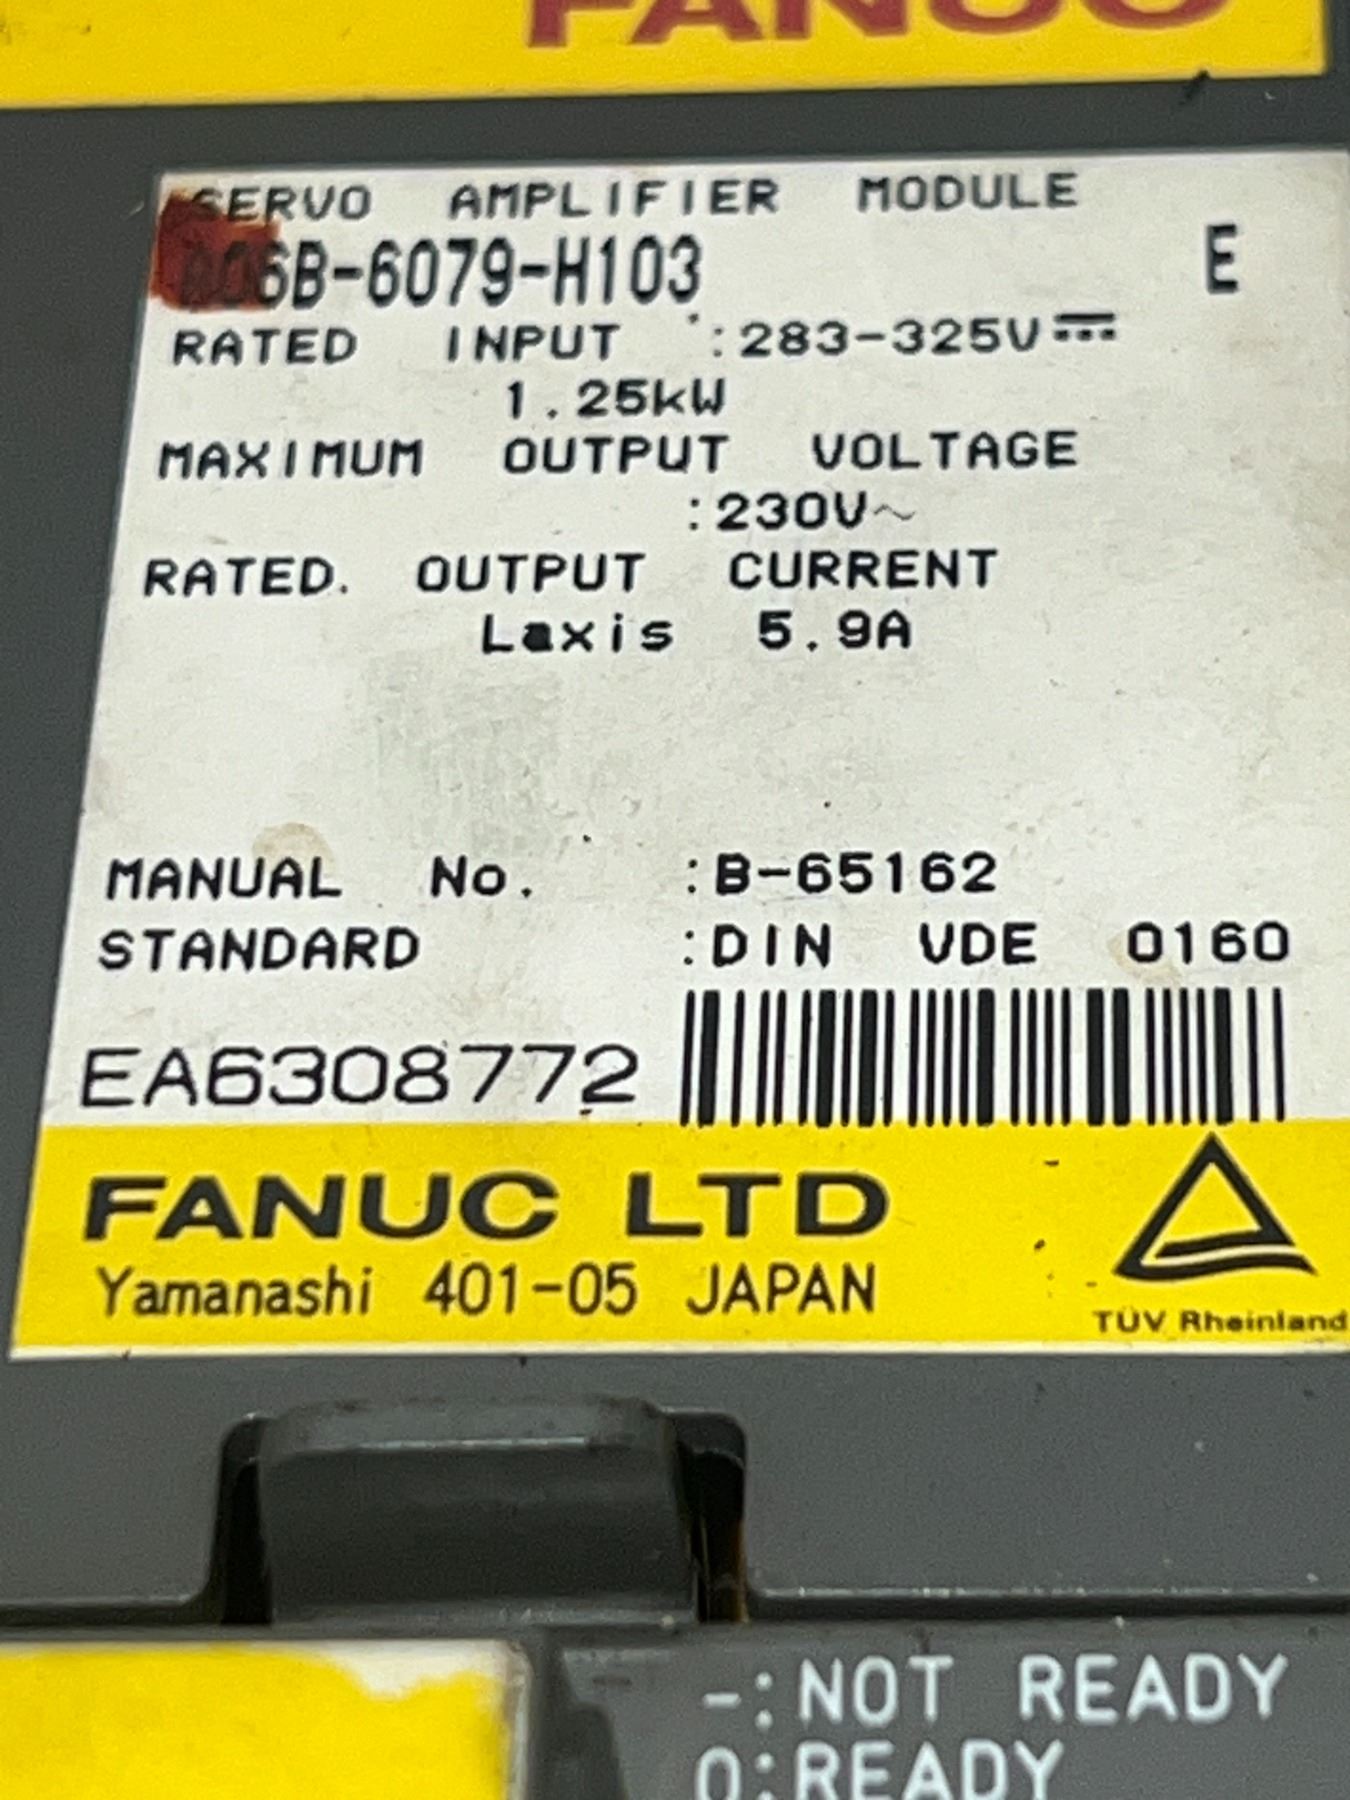 FANUC
SERVO AMPLIFIER MODULE
A06B-6079-H103 E
RATED INPUT :283-325V⎓
1.25kW
MAXIMUM OUTPUT VOLTAGE
:230V~
RATED. OUTPUT CURRENT
Laxis 5.9A
MANUAL No. :B-65162
STANDARD :DIN VDE 0160
EA6308772
FANUC LTD
Yamanashi 401-05 JAPAN
TÜV Rheinland
-:NOT READY
0:READY